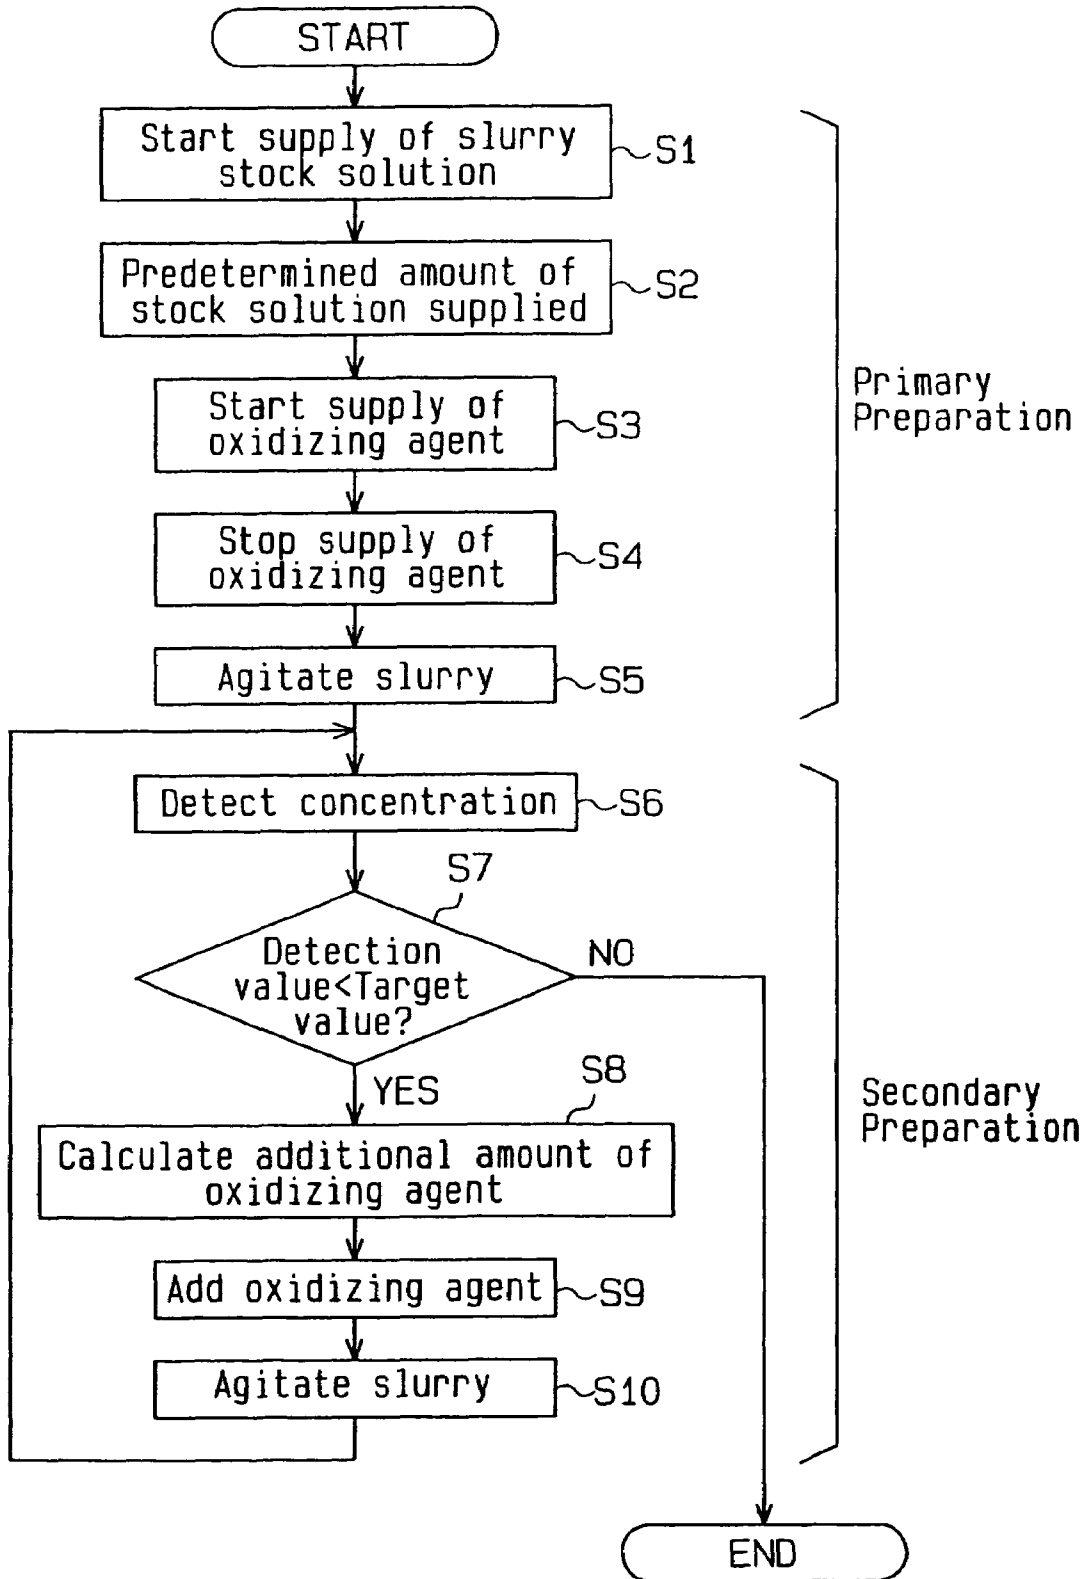 START
Start supply of slurry
stock solution
S1
Predetermined amount of
stock solution supplied
S2
Start supply of
oxidizing agent
S3
Stop supply of
oxidizing agent
S4
Agitate slurry
S5
Primary
Preparation
Detect concentration
S6
S7
Detection
value<Target
value?
NO
YES
S8
Calculate additional amount of
oxidizing agent
Add oxidizing agent
S9
Agitate slurry
S10
Secondary
Preparation
END